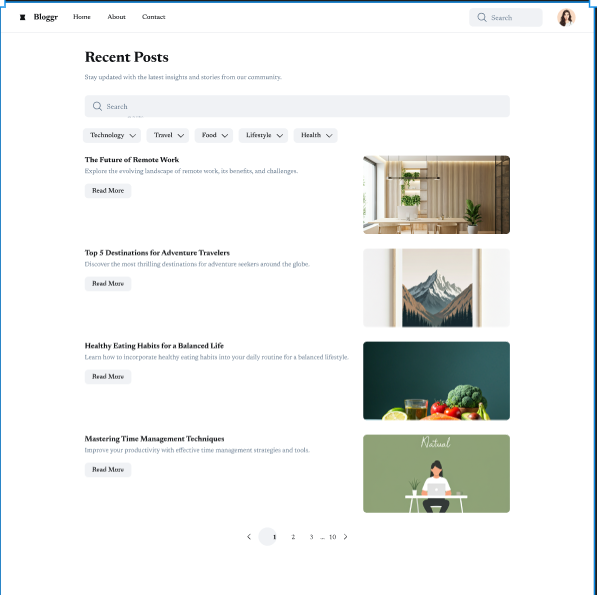 Bloggr Home About Contact Search
Recent Posts
Stay updated with the latest insights and stories from our community.
Search
Technology Travel Food Lifestyle Health
The Future of Remote Work
Explore the evolving landscape of remote work, its benefits, and challenges.
Read More
Top 5 Destinations for Adventure Travelers
Discover the most thrilling destinations for adventure seekers around the globe.
Read More
Healthy Eating Habits for a Balanced Life
Learn how to incorporate healthy eating habits into your daily routine for a balanced lifestyle.
Read More
Mastering Time Management Techniques
Improve your productivity with effective time management strategies and tools.
Read More
Natual
1 2 3 ... 10